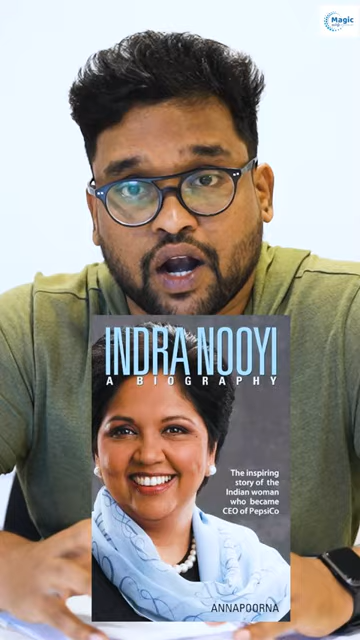 Magic
INDRA NOOYI
A BIOGRAPHY
The inspiring
story of the
Indian woman
who became
CEO of PepsiCo
ANNAPOORNA